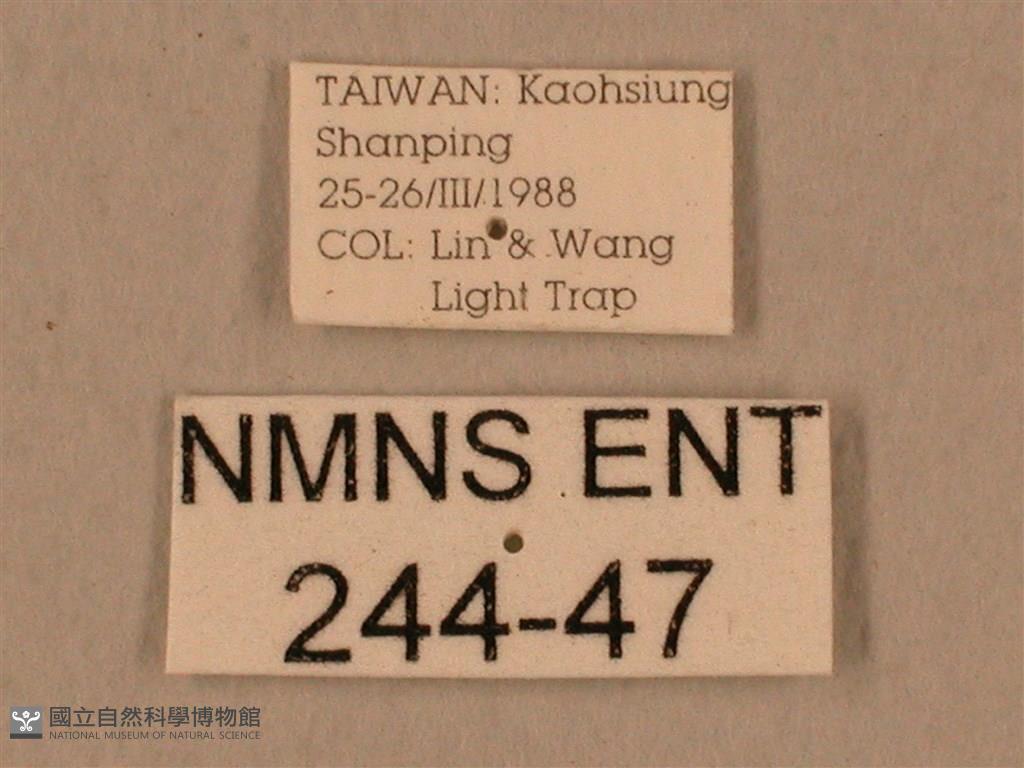 TAIWAN: Kaohsiung
Shanping
25-26/III/1988
COL: Lin & Wang
Light Trap
NMNS ENT
244-47
國立自然科學博物館
NATIONAL MUSEUM OF NATURAL SCIENCE